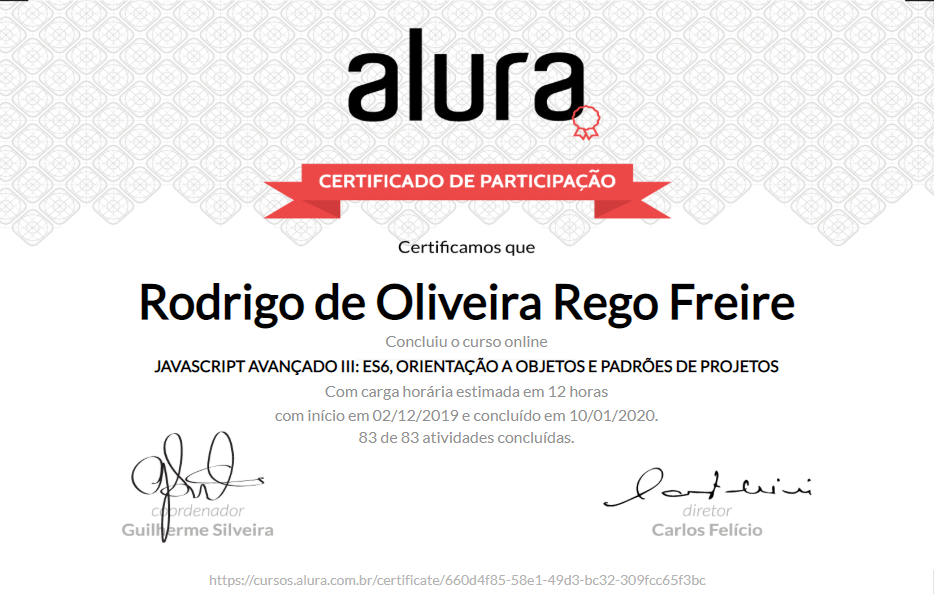 alura
CERTIFICADO DE PARTICIPAÇÃO
Certificamos que
Rodrigo de Oliveira Rego Freire
Concluiu o curso online
JAVASCRIPT AVANÇADO III: ES6, ORIENTAÇÃO A OBJETOS E PADRÕES DE PROJETOS
Com carga horária estimada em 12 horas
com início em 02/12/2019 e concluído em 10/01/2020.
83 de 83 atividades concluídas.
coordenador
Guilherme Silveira
diretor
Carlos Felício
https://cursos.alura.com.br/certificate/660d4f85-58e1-49d3-bc32-309fcc65f3bc